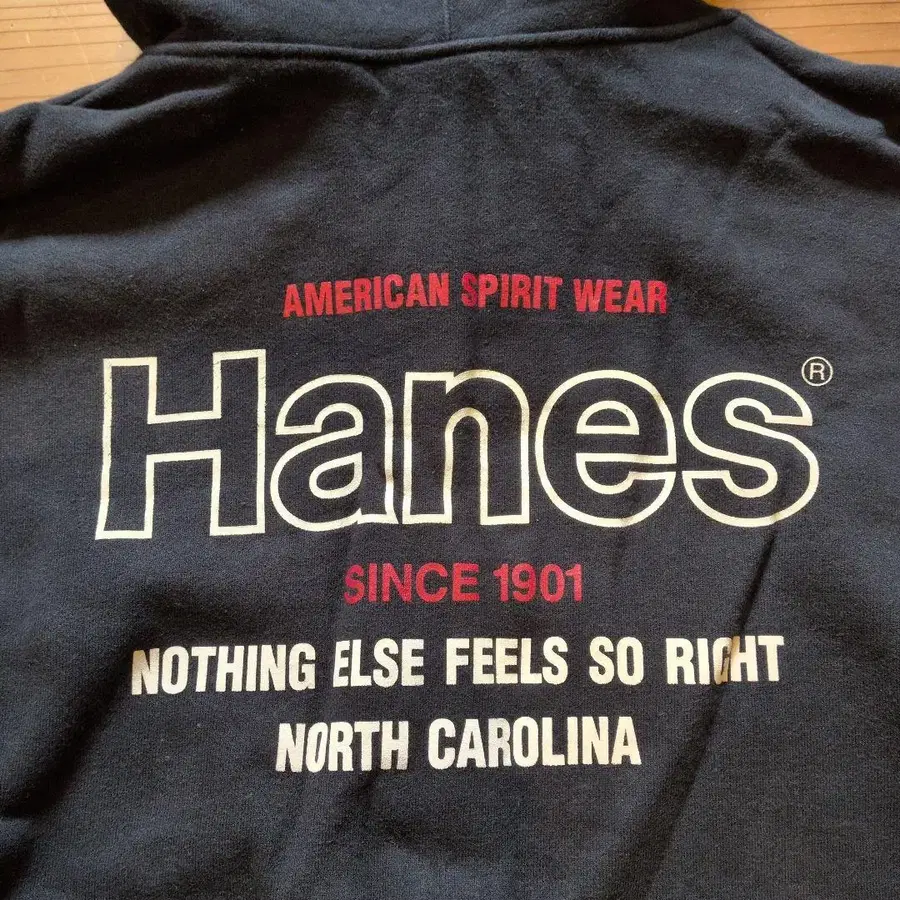 AMERICAN SPIRIT WEAR
Hanes®
SINCE 1901
NOTHING ELSE FEELS SO RIGHT
NORTH CAROLINA